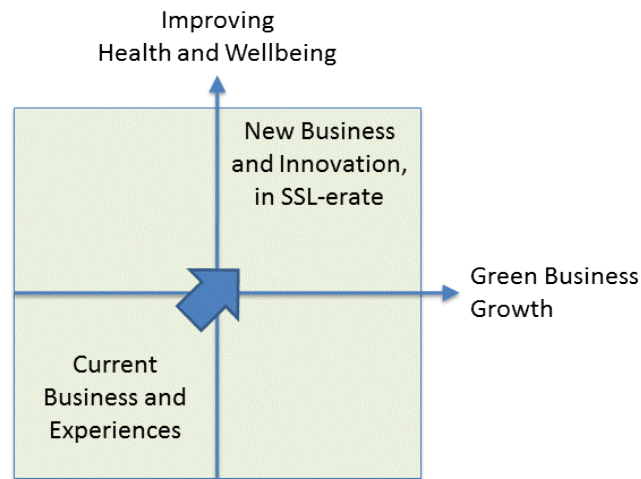 Improving
Health and Wellbeing
New Business
and Innovation,
in SSL-erate
Green Business
Growth
Current
Business and
Experiences